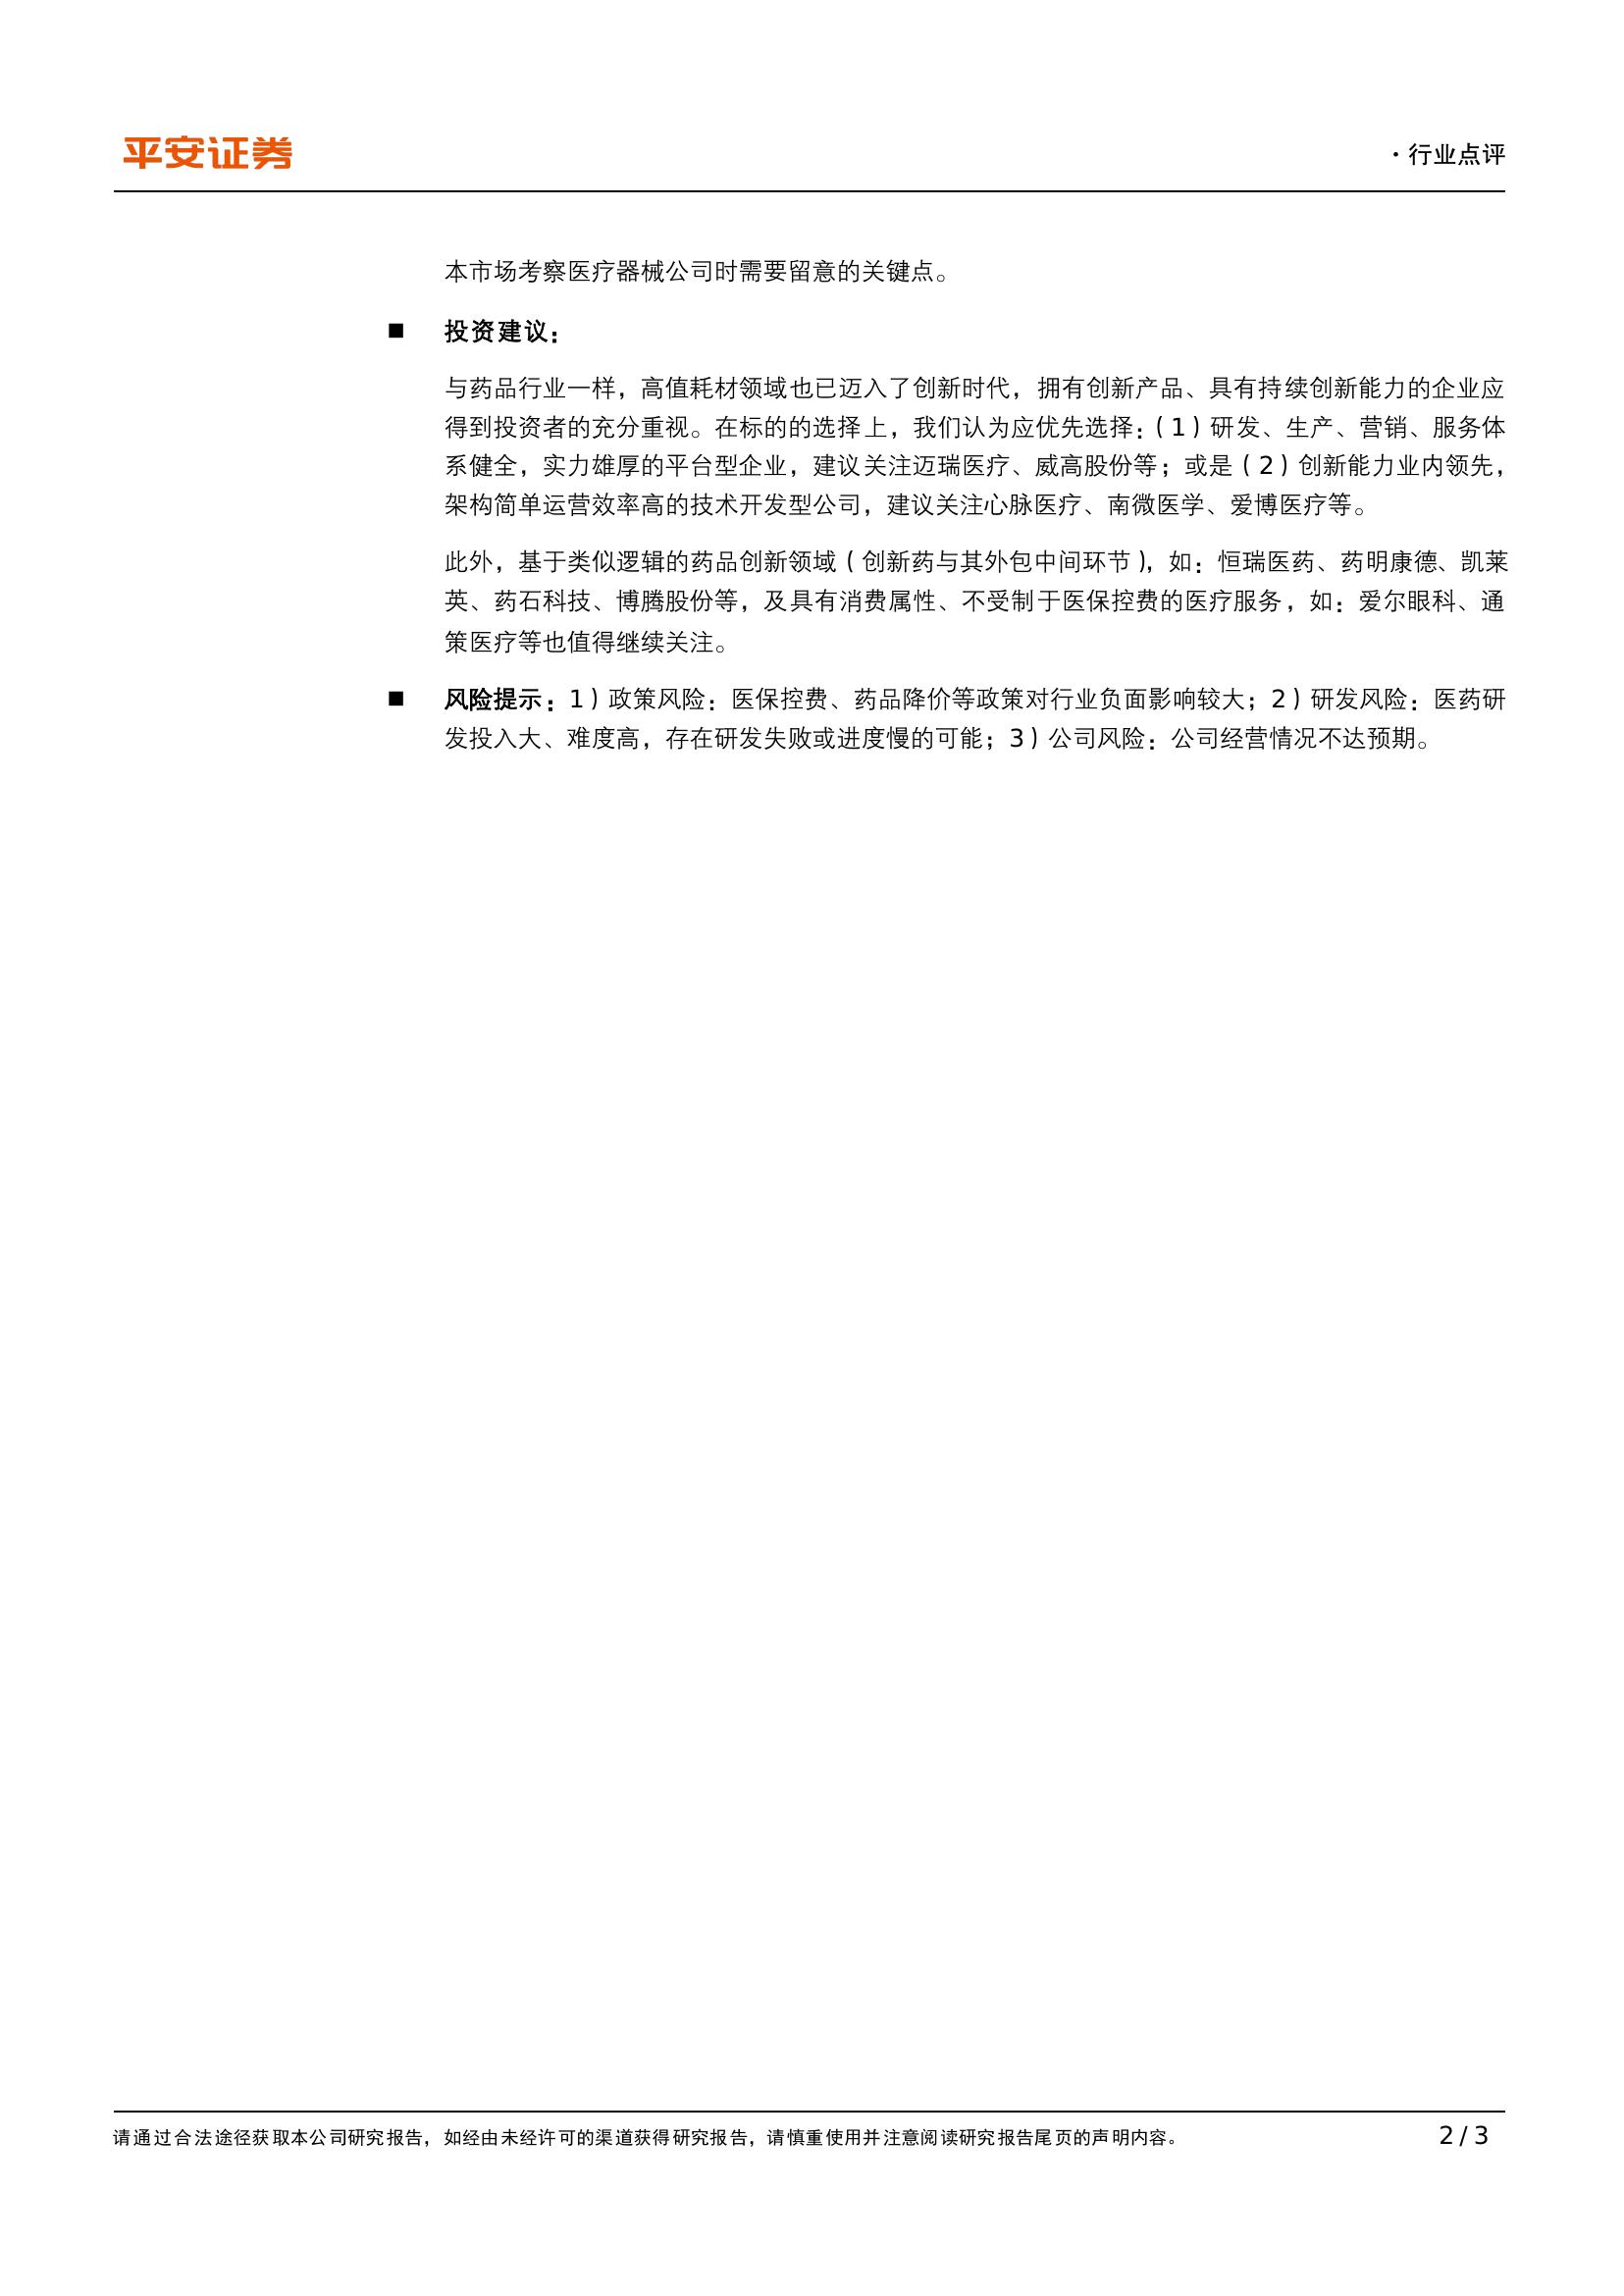 平安证券
·行业点评
本市场考察医疗器械公司时需要留意的关键点。
■ 投资建议：
与药品行业一样，高值耗材领域也已迈入了创新时代，拥有创新产品、具有持续创新能力的企业应
得到投资者的充分重视。在标的的选择上，我们认为应优先选择：（1）研发、生产、营销、服务体
系健全，实力雄厚的平台型企业，建议关注迈瑞医疗、威高股份等；或是（2）创新能力业内领先，
架构简单运营效率高的技术开发型公司，建议关注心脉医疗、南微医学、爱博医疗等。
此外，基于类似逻辑的药品创新领域（创新药与其外包中间环节），如：恒瑞医药、药明康德、凯莱
英、药石科技、博腾股份等，及具有消费属性、不受制于医保控费的医疗服务，如：爱尔眼科、通
策医疗等也值得继续关注。
■ 风险提示：1）政策风险：医保控费、药品降价等政策对行业负面影响较大；2）研发风险：医药研
发投入大、难度高，存在研发失败或进度慢的可能；3）公司风险：公司经营情况不达预期。
请通过合法途径获取本公司研究报告，如经由未经许可的渠道获得研究报告，请慎重使用并注意阅读研究报告尾页的声明内容。
2 / 3